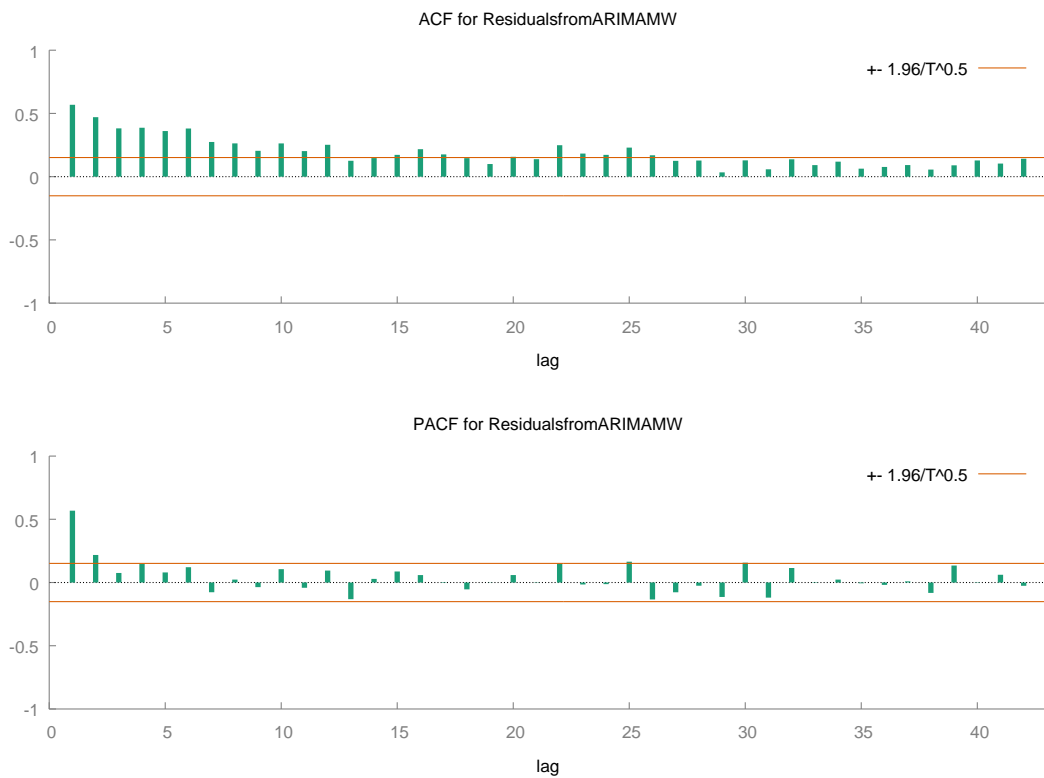 ACF for ResidualsfromARIMAMW
1
+- 1.96/T^0.5
0.5
0
-0.5
-1
0 5 10 15 20 25 30 35 40
lag
PACF for ResidualsfromARIMAMW
1
+- 1.96/T^0.5
0.5
0
-0.5
-1
0 5 10 15 20 25 30 35 40
lag